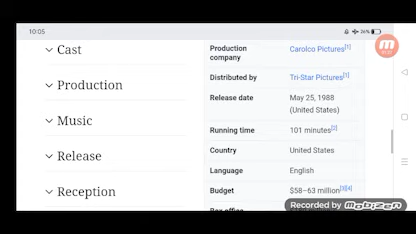 10:05
26%
Cast
Production
Music
Release
Reception
Production company
Carolco Pictures[1]
Distributed by
Tri-Star Pictures[1]
Release date
May 25, 1988
(United States)
Running time
101 minutes[2]
Country
United States
Language
English
Budget
$58–63 million[3][4]
Recorded by
Mobizen